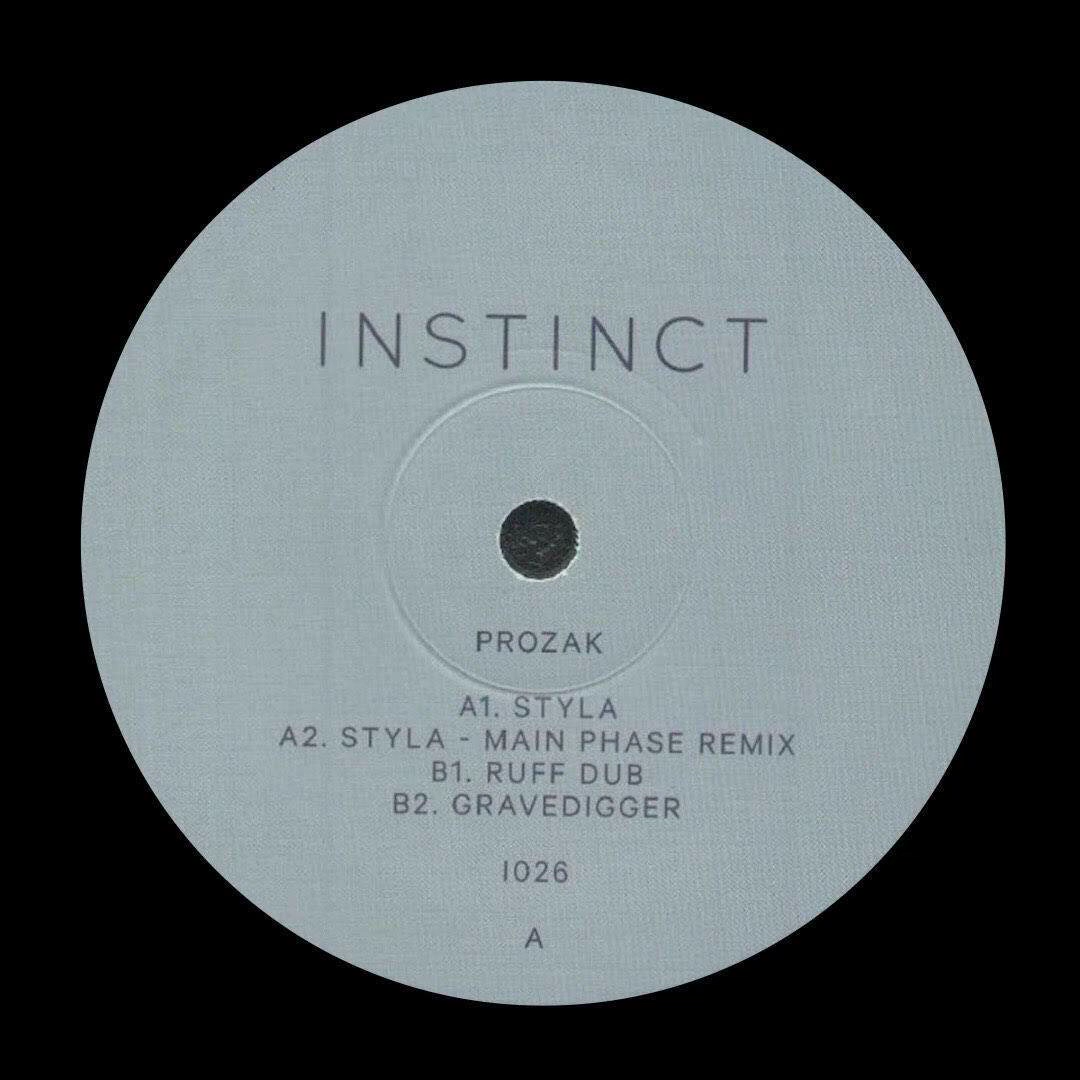 INSTINCT
PROZAK
A1. STYLA
A2. STYLA - MAIN PHASE REMIX
B1. RUFF DUB
B2. GRAVEDIGGER
I026
A